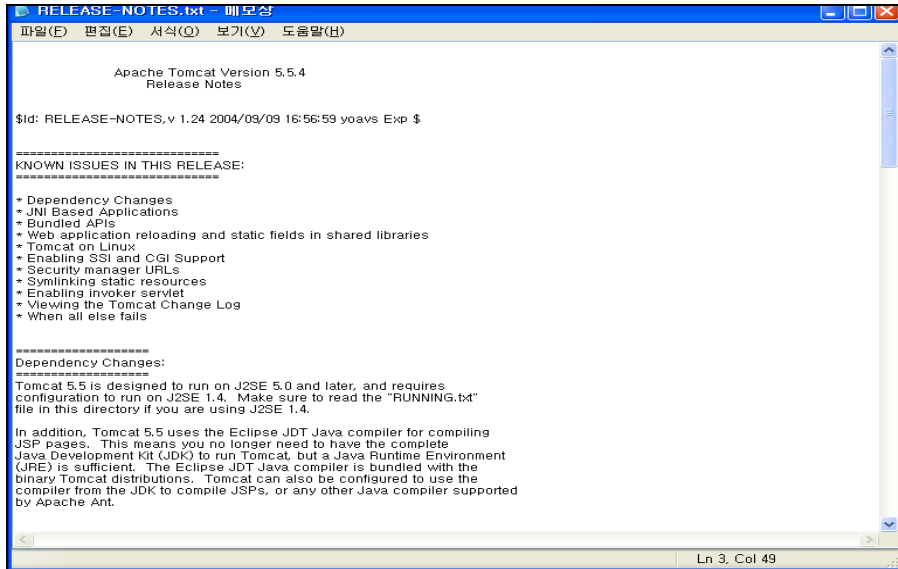 RELEASE-NOTES.txt - 메모장
파일(F) 편집(E) 서식(O) 보기(V) 도움말(H)
Apache Tomcat Version 5.5.4
Release Notes
$Id: RELEASE-NOTES,v 1.24 2004/09/09 16:56:59 yoavs Exp $
=============================
KNOWN ISSUES IN THIS RELEASE:
=============================
* Dependency Changes
* JNI Based Applications
* Bundled APIs
* Web application reloading and static fields in shared libraries
* Tomcat on Linux
* Enabling SSI and CGI Support
* Security manager URLs
* Symlinking static resources
* Enabling invoker servlet
* Viewing the Tomcat Change Log
* When all else fails
===================
Dependency Changes:
===================
Tomcat 5.5 is designed to run on J2SE 5.0 and later, and requires
configuration to run on J2SE 1.4.  Make sure to read the "RUNNING.txt"
file in this directory if you are using J2SE 1.4.
In addition, Tomcat 5.5 uses the Eclipse JDT Java compiler for compiling
JSP pages.  This means you no longer need to have the complete
Java Development Kit (JDK) to run Tomcat, but a Java Runtime Environment
(JRE) is sufficient.  The Eclipse JDT Java compiler is bundled with the
binary Tomcat distributions.  Tomcat can also be configured to use the
compiler from the JDK to compile JSPs, or any other Java compiler supported
by Apache Ant.
Ln 3, Col 49